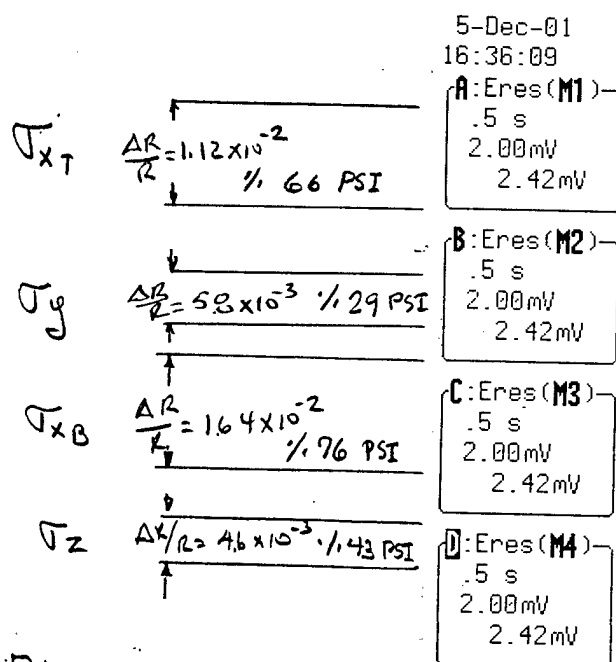 5-Dec-01
16:36:09
A:Eres(M1)
.5 s
2.00mV
2.42mV
σxT
ΔR/R = 1.12x10^-2
·/. 66 PSI
B:Eres(M2)
.5 s
2.00mV
2.42mV
σy
ΔR/R = 5.8x10^-3 ·/. 29 PSI
C:Eres(M3)
.5 s
2.00mV
2.42mV
σxB
ΔR/R = 1.64x10^-2
·/. 76 PSI
D:Eres(M4)
.5 s
2.00mV
2.42mV
σz
ΔR/R = 4.6x10^-3 ·/. 43 PSI